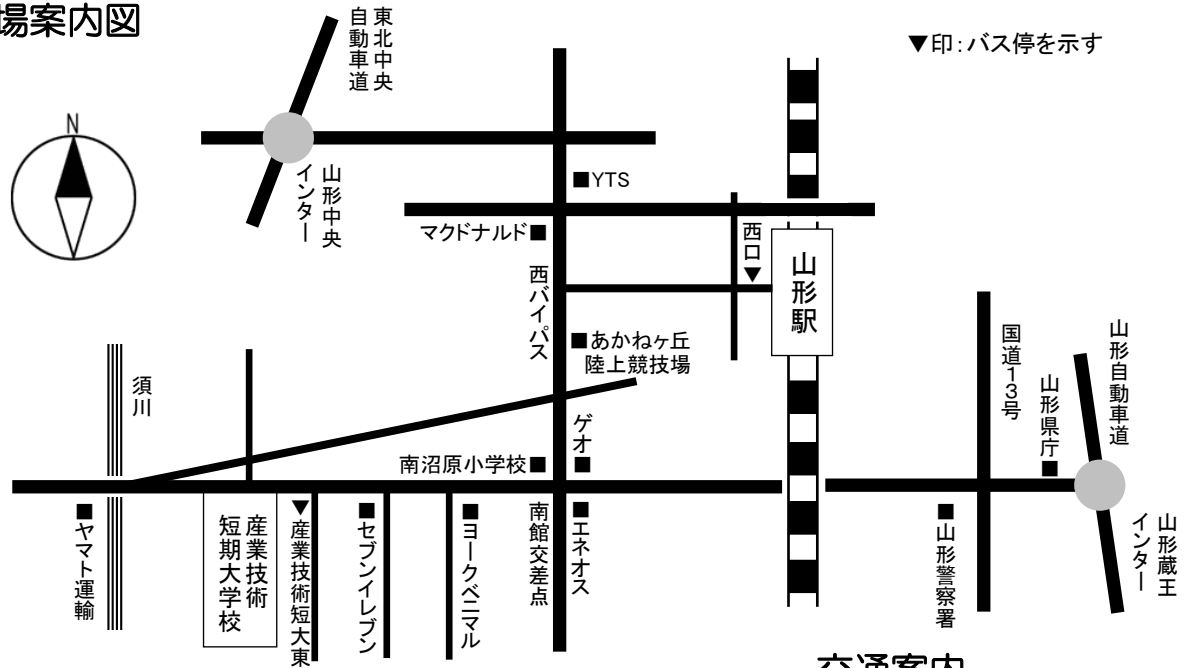 場案内図
▼印：バス停を示す
東北中央
自動車道
N
山形中央
インター
■YTS
マクドナルド■
西口▼
山形駅
西バイパス
■あかねヶ丘
陸上競技場
国道13号
山形県庁■
山形自動車道
須川
ゲオ■
南沼原小学校■
■ヤマト運輸
産業技術
短期大学校
▼産業技術短大東
■セブンイレブン
■ヨークベニマル
南館交差点
■エネオス
■山形警察署
山形蔵王
インター
交通案内